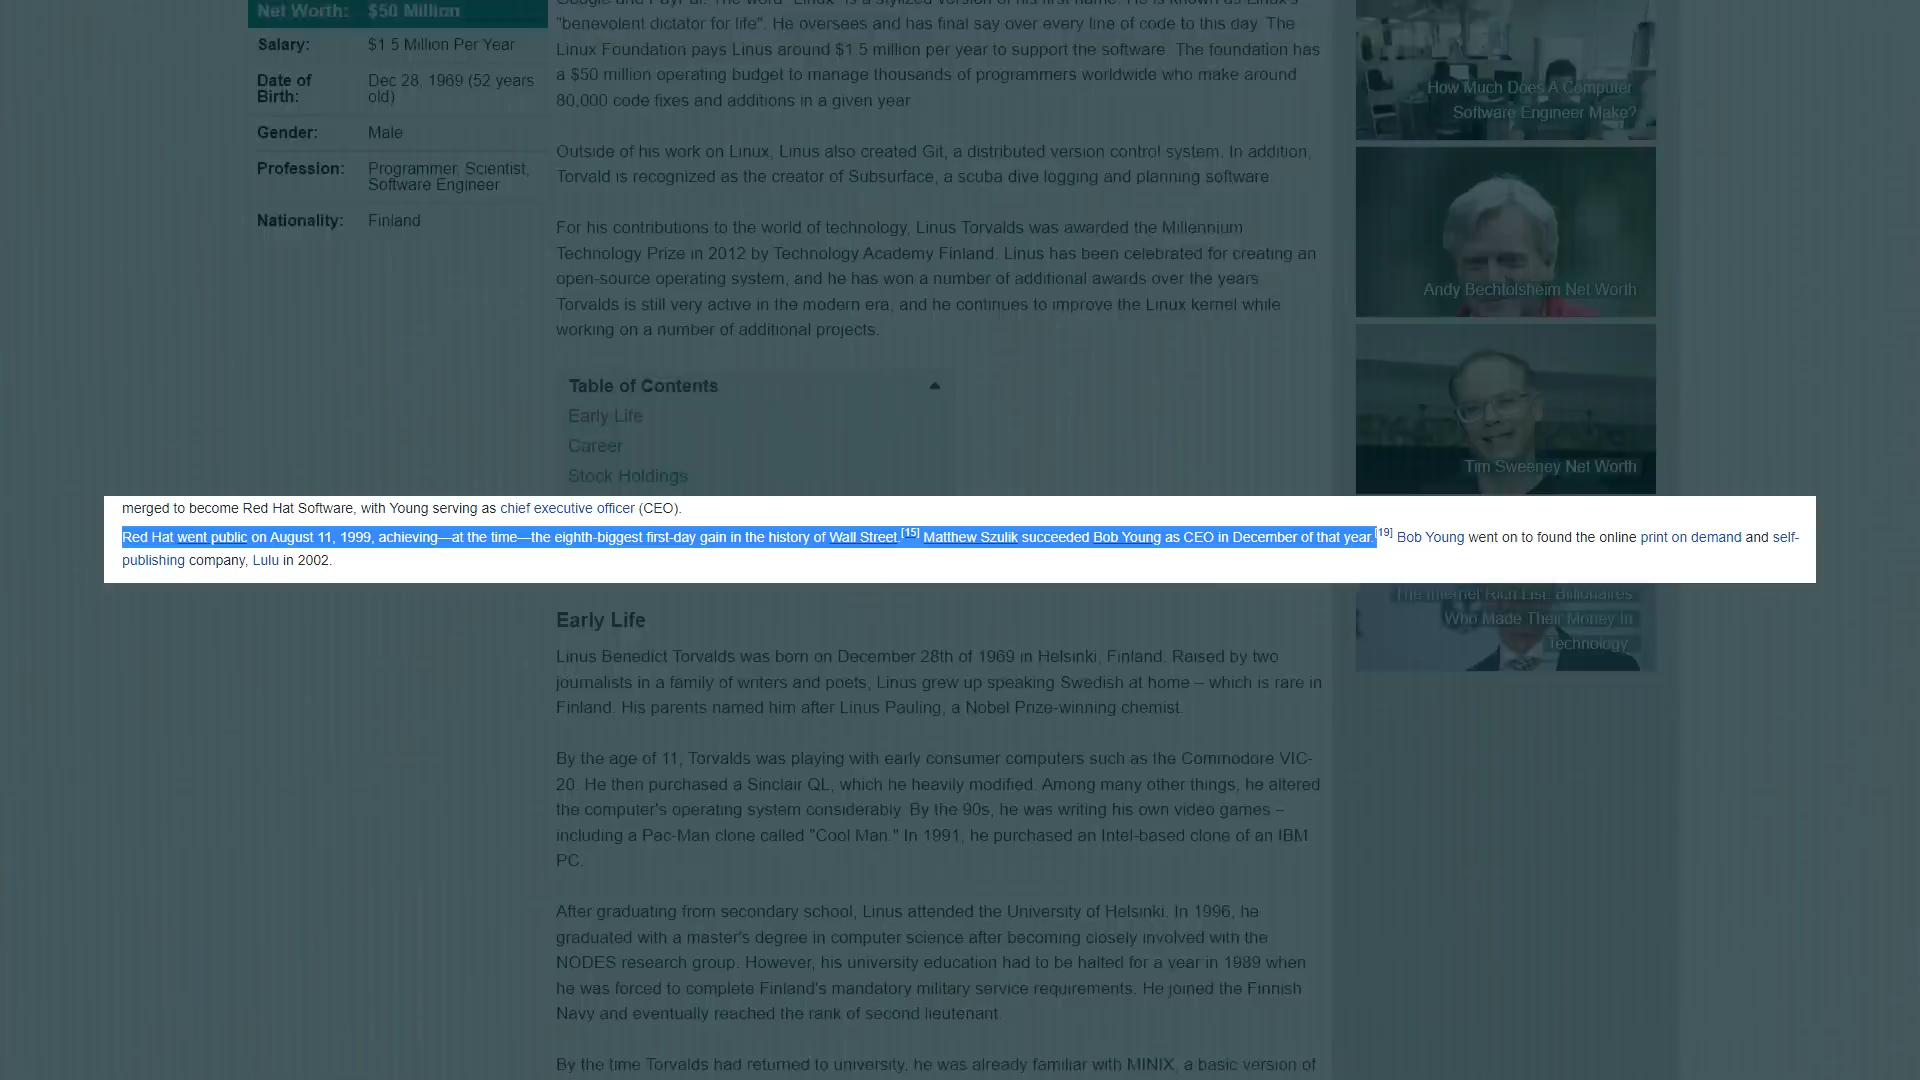 Net Worth: $50 Million
Salary: $1.5 Million Per Year
Date of Birth: Dec 28, 1969 (52 years old)
Gender: Male
Profession: Programmer, Scientist, Software Engineer
Nationality: Finland
Google and PayPal. The word "Linux" is a stylized version of his first name. He is known as Linux's
"benevolent dictator for life". He oversees and has final say over every line of code to this day. The
Linux Foundation pays Linus around $1.5 million per year to support the software. The foundation has
a $50 million operating budget to manage thousands of programmers worldwide who make around
80,000 code fixes and additions in a given year
Outside of his work on Linux, Linus also created Git, a distributed version control system. In addition,
Torvald is recognized as the creator of Subsurface, a scuba dive logging and planning software.
For his contributions to the world of technology, Linus Torvalds was awarded the Millennium
Technology Prize in 2012 by Technology Academy Finland. Linus has been celebrated for creating an
open-source operating system, and he has won a number of additional awards over the years.
Torvalds is still very active in the modern era, and he continues to improve the Linux kernel while
working on a number of additional projects.
Table of Contents
Early Life
Career
Stock Holdings
How Much Does A Computer
Software Engineer Make?
Andy Bechtolsheim Net Worth
Tim Sweeney Net Worth
merged to become Red Hat Software, with Young serving as chief executive officer (CEO).
Red Hat went public on August 11, 1999, achieving—at the time—the eighth-biggest first-day gain in the history of Wall Street.[15] Matthew Szulik succeeded Bob Young as CEO in December of that year.[19] Bob Young went on to found the online print on demand and self-
publishing company, Lulu in 2002.
The Internet Rich List: Billionaires
Who Made Their Money In
Technology
Early Life
Linus Benedict Torvalds was born on December 28th of 1969 in Helsinki, Finland. Raised by two
journalists in a family of writers and poets, Linus grew up speaking Swedish at home – which is rare in
Finland. His parents named him after Linus Pauling, a Nobel Prize-winning chemist.
By the age of 11, Torvalds was playing with early consumer computers such as the Commodore VIC-
20. He then purchased a Sinclair QL, which he heavily modified. Among many other things, he altered
the computer's operating system considerably. By the 90s, he was writing his own video games –
including a Pac-Man clone called "Cool Man." In 1991, he purchased an Intel-based clone of an IBM
PC.
After graduating from secondary school, Linus attended the University of Helsinki. In 1996, he
graduated with a master's degree in computer science after becoming closely involved with the
NODES research group. However, his university education had to be halted for a year in 1989 when
he was forced to complete Finland's mandatory military service requirements. He joined the Finnish
Navy and eventually reached the rank of second lieutenant.
By the time Torvalds had returned to university, he was already familiar with MINIX, a basic version of